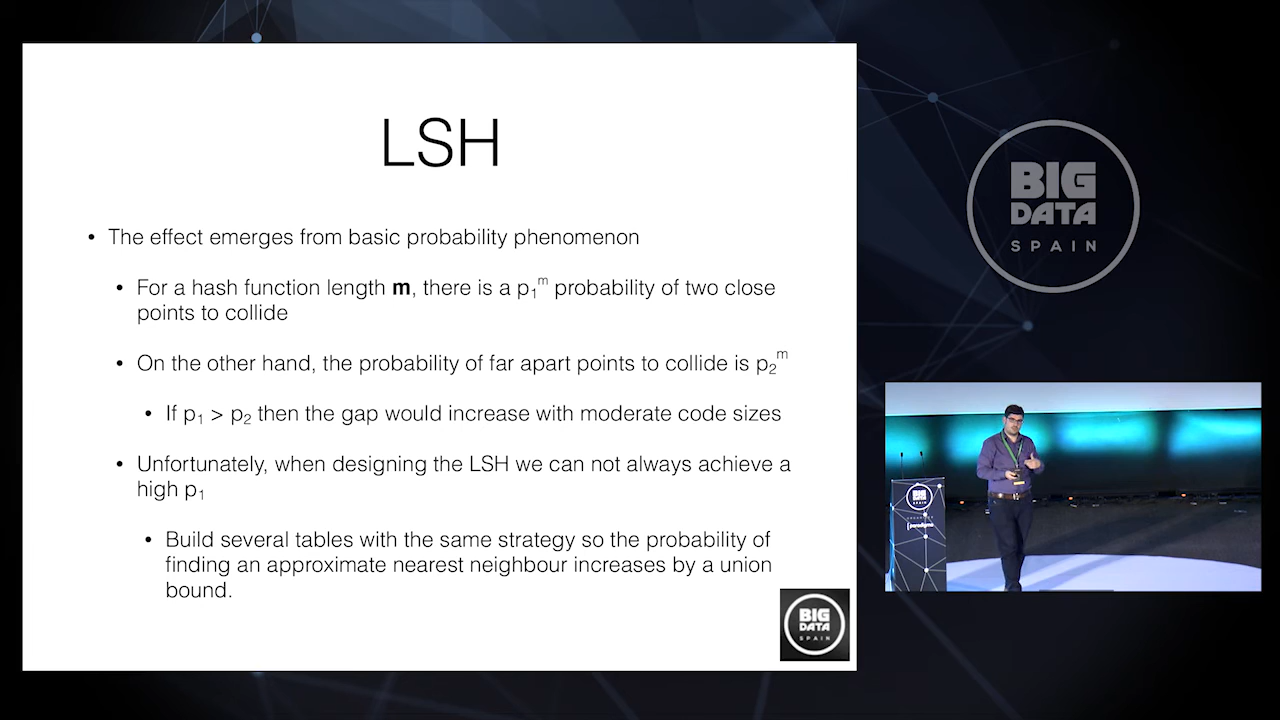 LSH
• The effect emerges from basic probability phenomenon
• For a hash function length m, there is a p₁ᵐ probability of two close
points to collide
• On the other hand, the probability of far apart points to collide is p₂ᵐ
• If p₁ > p₂ then the gap would increase with moderate code sizes
• Unfortunately, when designing the LSH we can not always achieve a
high p₁
• Build several tables with the same strategy so the probability of
finding an approximate nearest neighbour increases by a union
bound.
BIG
DATA
SPAIN
BIG
DATA
SPAIN
BIG
DATA
SPAIN